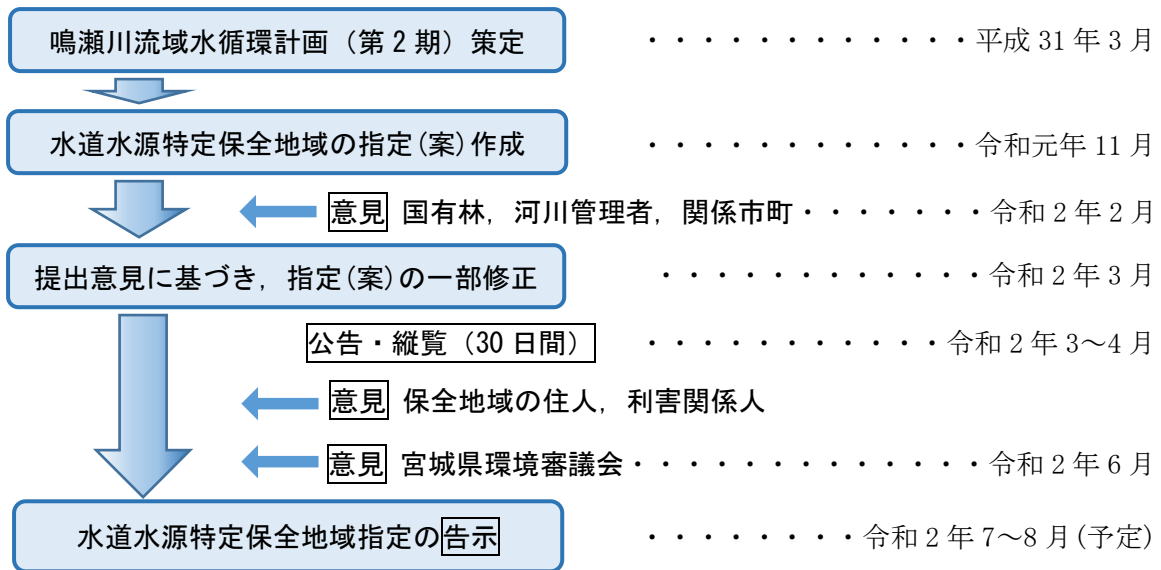 鳴瀬川流域水循環計画（第2期）策定 ・・・・・・・・・・・・平成31年3月
水道水源特定保全地域の指定(案)作成 ・・・・・・・・・・・・令和元年11月
意見 国有林，河川管理者，関係市町・・・・・・・令和2年2月
提出意見に基づき，指定(案)の一部修正 ・・・・・・・・・・・・令和2年3月
公告・縦覧（30日間） ・・・・・・・・・・・令和2年3～4月
意見 保全地域の住人，利害関係人
意見 宮城県環境審議会・・・・・・・・・・・・・令和2年6月
水道水源特定保全地域指定の告示 ・・・・・・・・令和2年7～8月(予定)